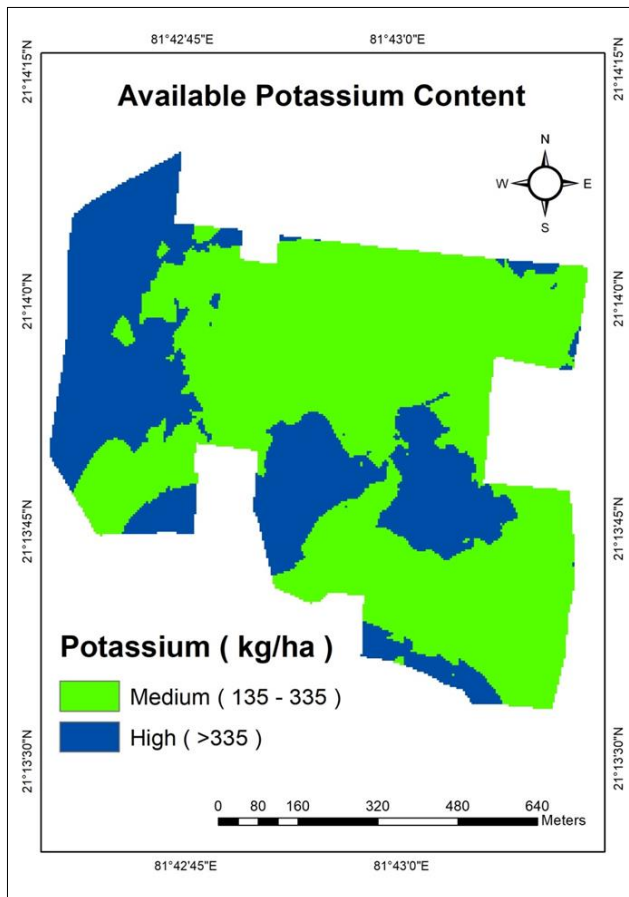 81°42'45"E 81°43'0"E
21°14'15"N 21°14'15"N
Available Potassium Content
N
W E
S
21°14'0"N 21°14'0"N
21°13'45"N 21°13'45"N
Potassium ( kg/ha )
Medium ( 135 - 335 )
High ( >335 )
21°13'30"N 21°13'30"N
0 80 160 320 480 640
Meters
81°42'45"E 81°43'0"E